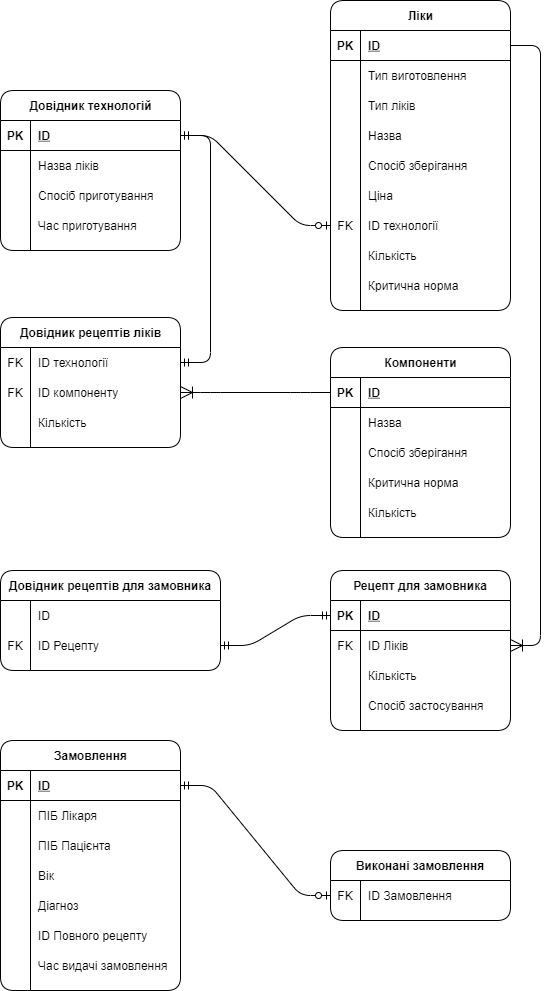 Ліки
PK ID
Тип виготовлення
Тип ліків
Назва
Спосіб зберігання
Ціна
FK ID технології
Кількість
Критична норма
Довідник технологій
PK ID
Назва ліків
Спосіб приготування
Час приготування
Довідник рецептів ліків
FK ID технології
FK ID компоненту
Кількість
Компоненти
PK ID
Назва
Спосіб зберігання
Критична норма
Кількість
Довідник рецептів для замовника
ID
FK ID Рецепту
Рецепт для замовника
PK ID
FK ID Ліків
Кількість
Спосіб застосування
Замовлення
PK ID
ПІБ Лікаря
ПІБ Пацієнта
Вік
Діагноз
ID Повного рецепту
Час видачі замовлення
Виконані замовлення
FK ID Замовлення